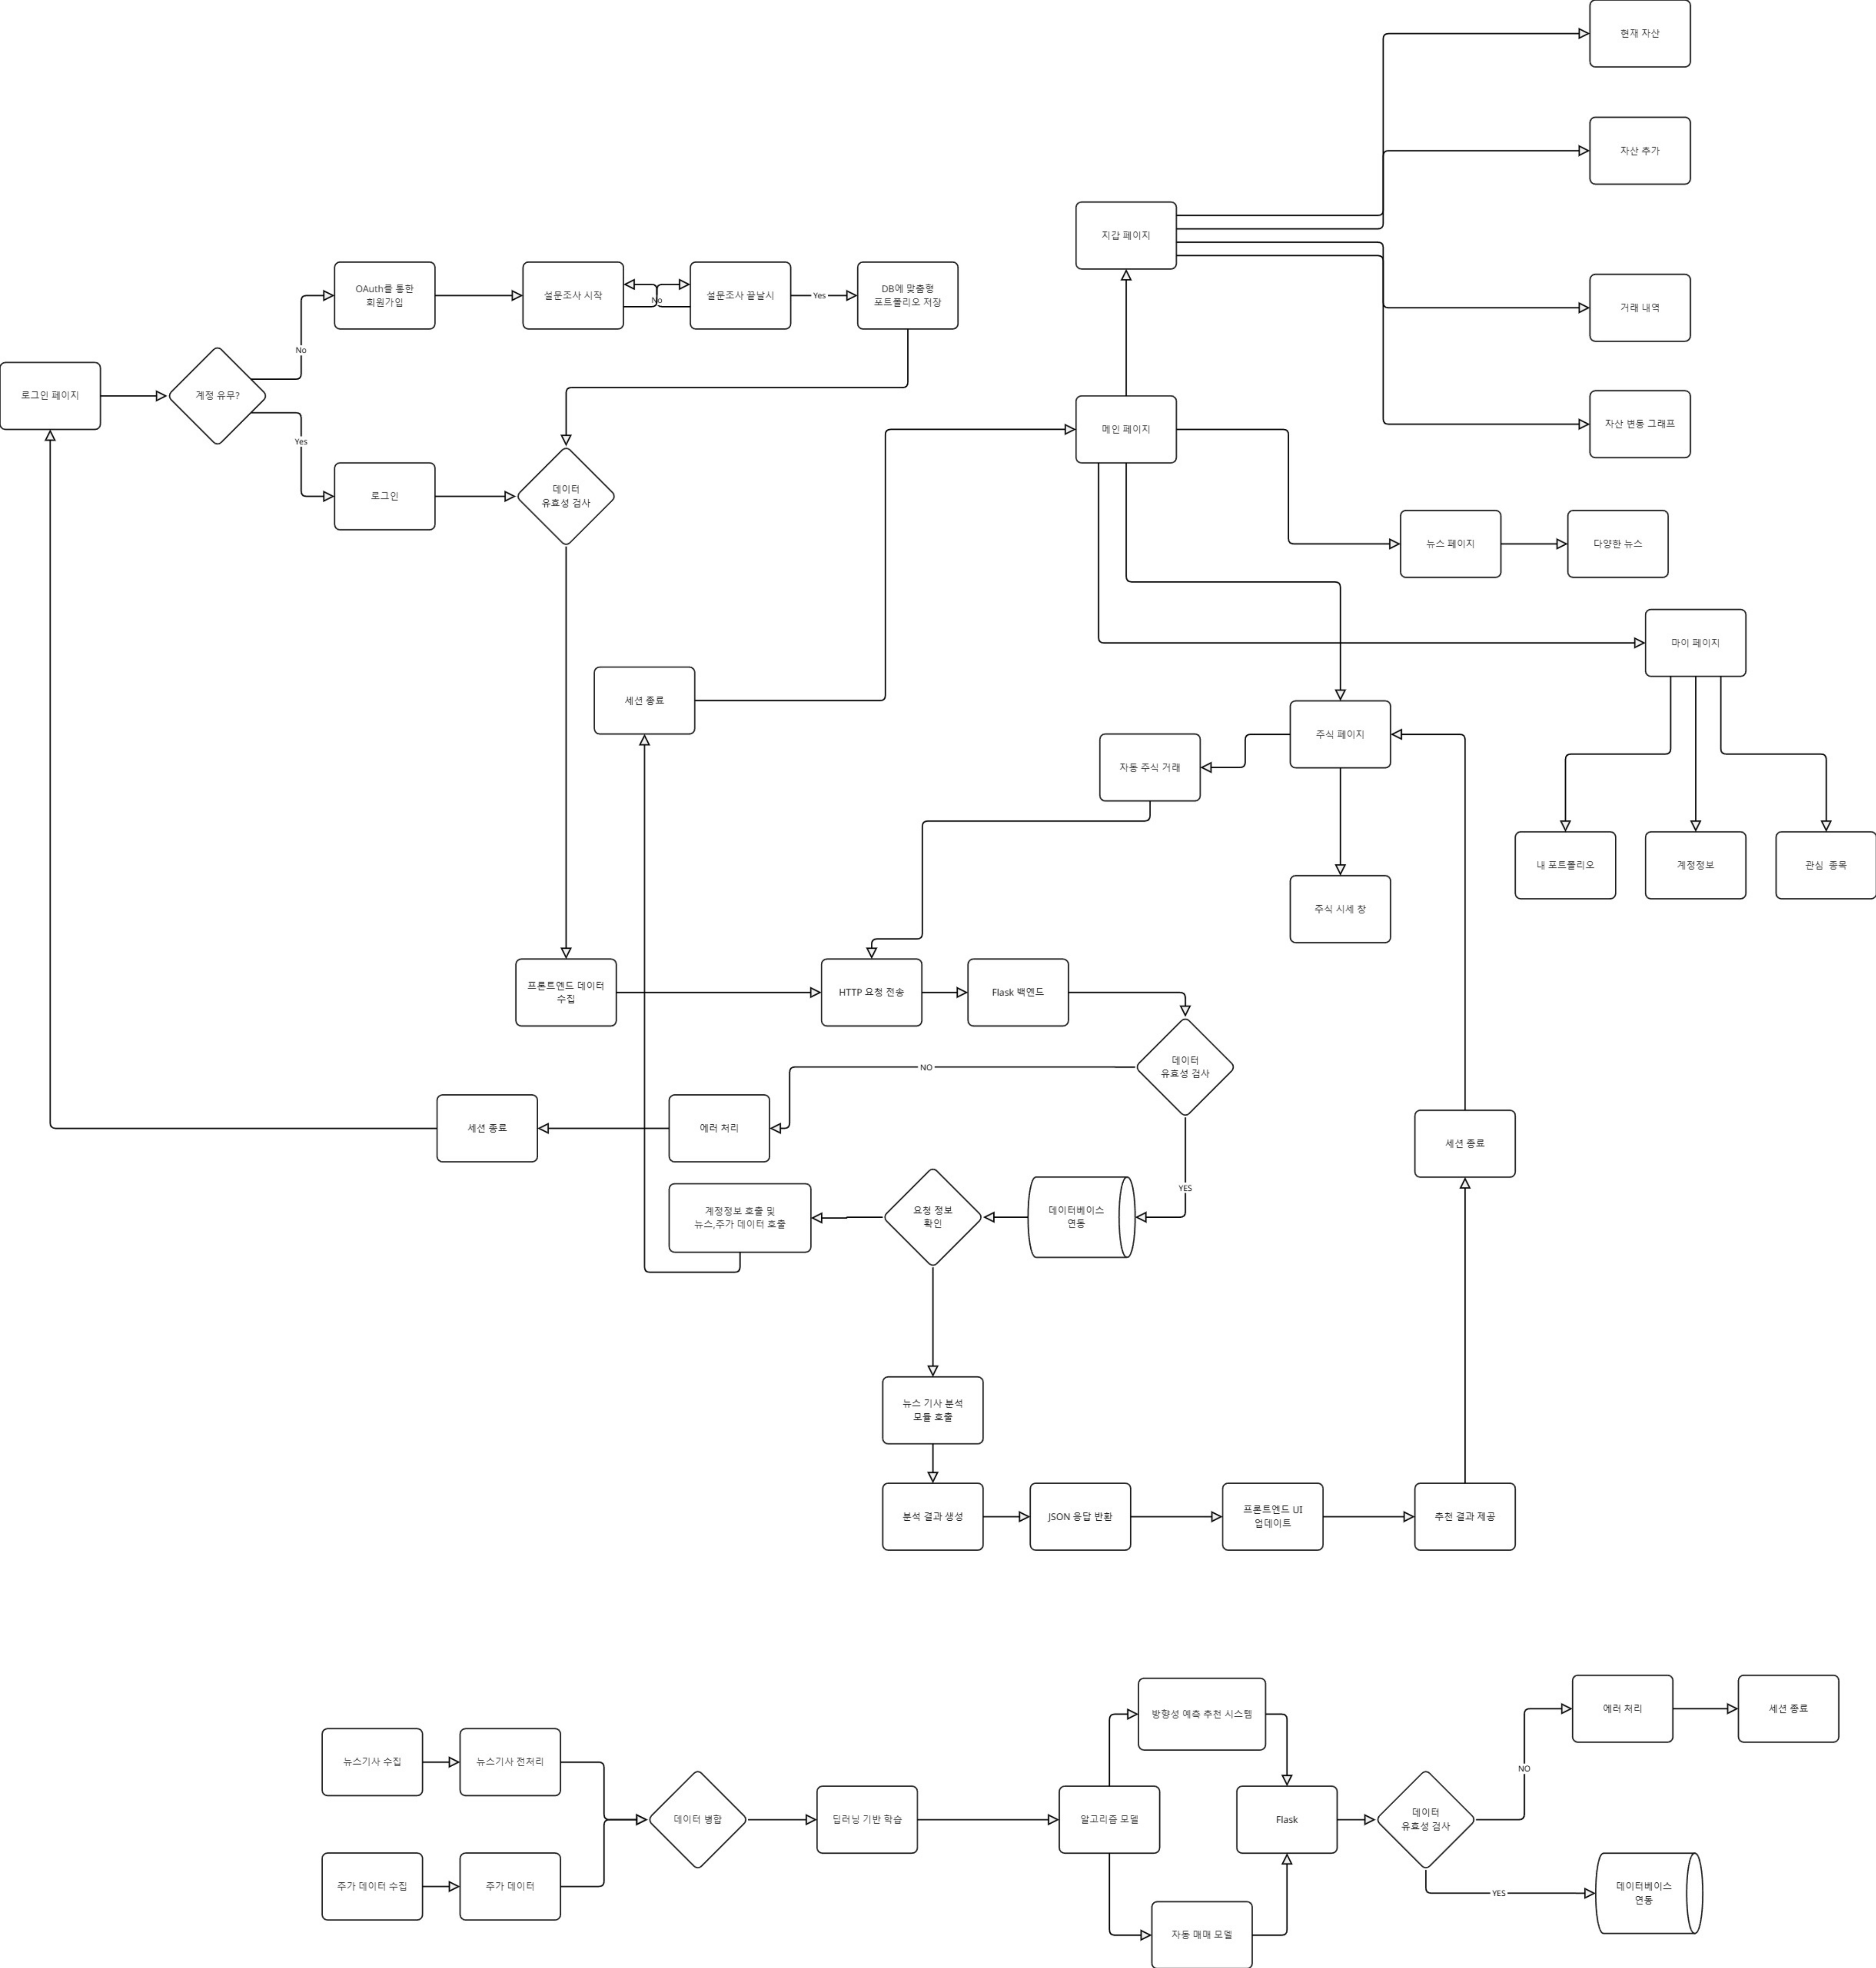 현재 자산
자산 추가
지갑 페이지
OAuth를 통한
회원가입
설문조사 시작
No
설문조사 끝날시
Yes
DB에 맞춤형
포트폴리오 저장
거래 내역
No
로그인 페이지
계정 유무?
메인 페이지
자산 변동 그래프
Yes
로그인
데이터
유효성 검사
뉴스 페이지
다양한 뉴스
마이 페이지
세션 종료
주식 페이지
자동 주식 거래
내 포트폴리오
계정정보
관심 종목
주식 시세 창
프론트엔드 데이터
수집
HTTP 요청 전송
Flask 백엔드
데이터
유효성 검사
NO
세션 종료
에러 처리
세션 종료
YES
계정정보 호출 및
뉴스,주가 데이터 호출
요청 정보
확인
데이터베이스
연동
뉴스 기사 분석
모듈 호출
분석 결과 생성
JSON 응답 반환
프론트엔드 UI
업데이트
추천 결과 제공
방향성 예측 추천 시스템
에러 처리
세션 종료
뉴스기사 수집
뉴스기사 전처리
NO
데이터 병합
딥러닝 기반 학습
알고리즘 모델
Flask
데이터
유효성 검사
주가 데이터 수집
주가 데이터
YES
데이터베이스
연동
자동 매매 모델